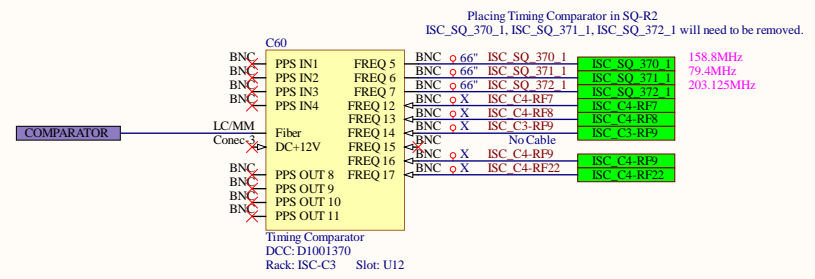 Placing Timing Comparator in SQ-R2
ISC_SQ_370_1, ISC_SQ_371_1, ISC_SQ_372_1 will need to be removed.
C60
BNC PPS IN1 FREQ 5 BNC 66" ISC_SQ_370_1 ISC_SQ_370_1 158.8MHz
BNC PPS IN2 FREQ 6 BNC 66" ISC_SQ_371_1 ISC_SQ_371_1 79.4MHz
BNC PPS IN3 FREQ 7 BNC 66" ISC_SQ_372_1 ISC_SQ_372_1 203.125MHz
BNC PPS IN4 FREQ 12 BNC X ISC_C4-RF7 ISC_C4-RF7
FREQ 13 BNC X ISC_C4-RF8 ISC_C4-RF8
COMPARATOR LC/MM Fiber FREQ 14 BNC X ISC_C3-RF9 ISC_C3-RF9
Conec-3 DC+12V FREQ 15 BNC No Cable
FREQ 16 BNC X ISC_C4-RF9 ISC_C4-RF9
BNC PPS OUT 8 FREQ 17 BNC X ISC_C4-RF22 ISC_C4-RF22
BNC PPS OUT 9
BNC PPS OUT 10
BNC PPS OUT 11
Timing Comparator
DCC: D1001370
Rack: ISC-C3 Slot: U12